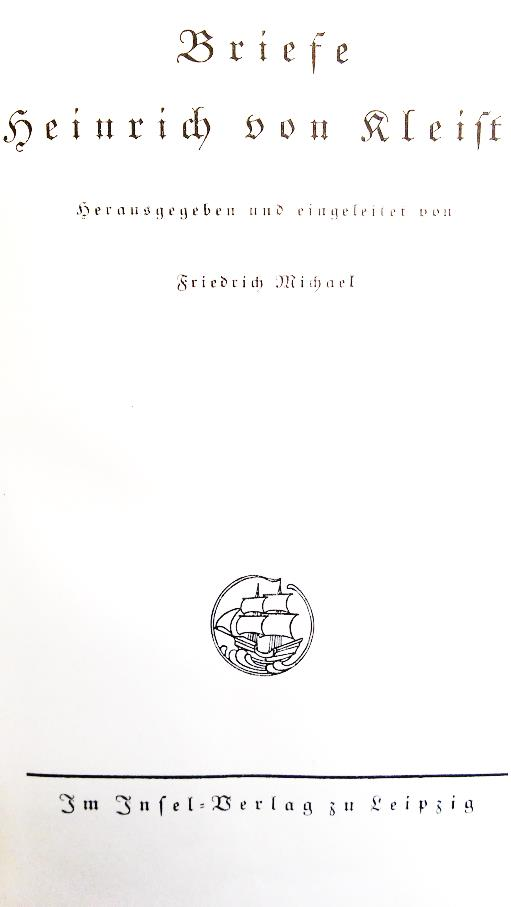 Briefe
Heinrich von Kleist
Herausgegeben und eingeleitet von
Friedrich Michael
Im Insel-Verlag zu Leipzig